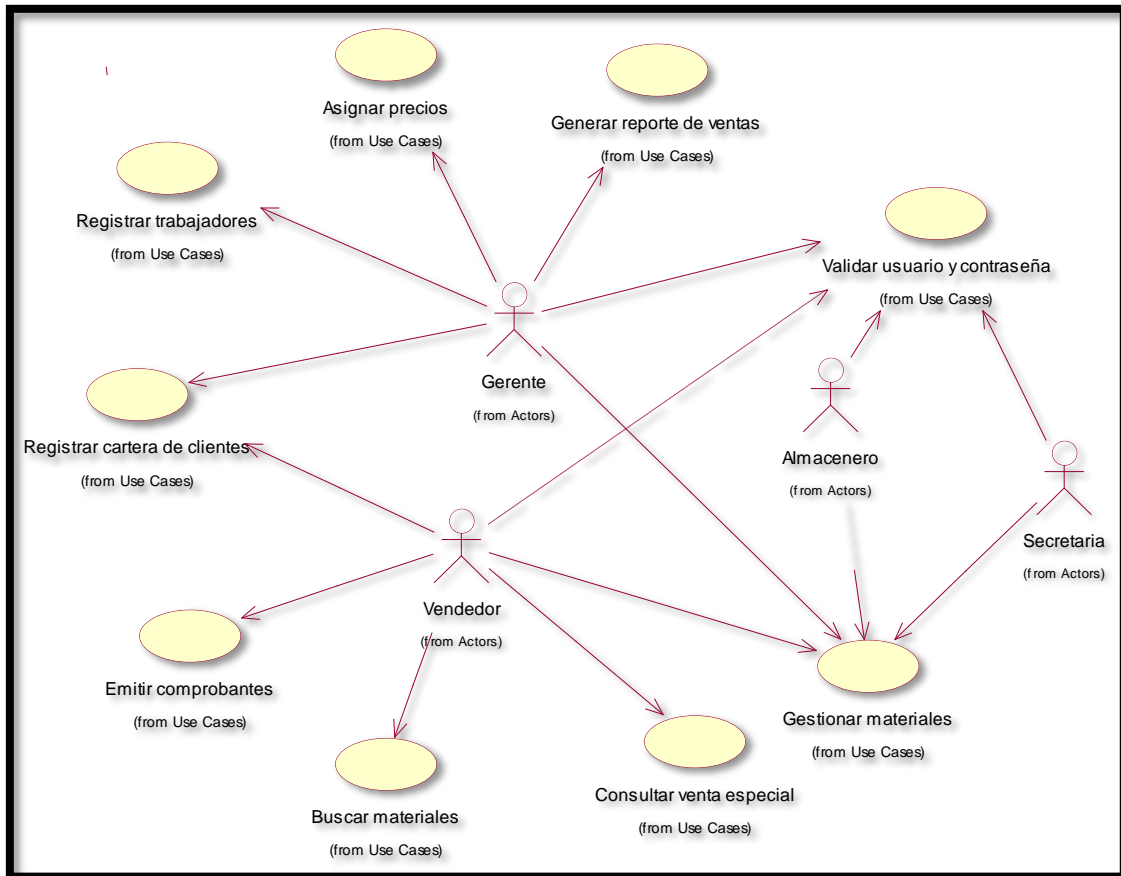 Asignar precios
(from Use Cases)
Generar reporte de ventas
(from Use Cases)
Registrar trabajadores
(from Use Cases)
Validar usuario y contraseña
(from Use Cases)
Gerente
(from Actors)
Registrar cartera de clientes
(from Use Cases)
Almacenero
(from Actors)
Secretaria
(from Actors)
Vendedor
(from Actors)
Emitir comprobantes
(from Use Cases)
Gestionar materiales
(from Use Cases)
Buscar materiales
(from Use Cases)
Consultar venta especial
(from Use Cases)